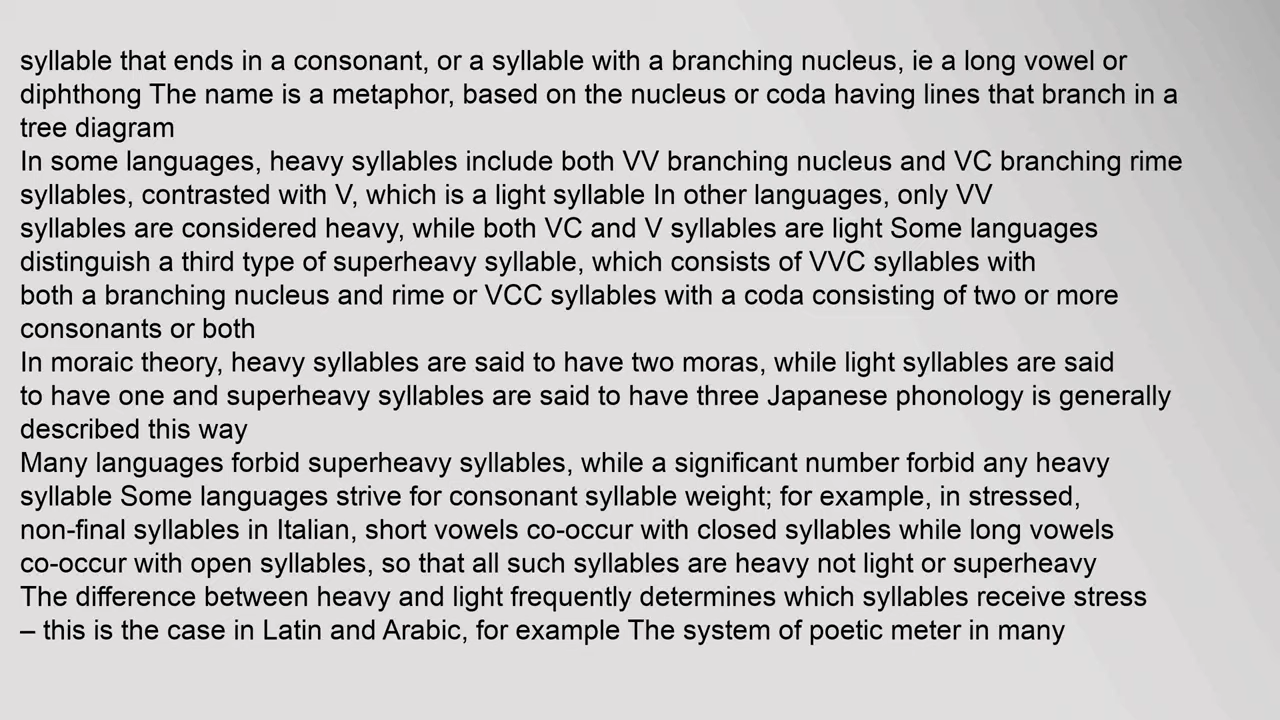 syllable that ends in a consonant, or a syllable with a branching nucleus, ie a long vowel or
diphthong The name is a metaphor, based on the nucleus or coda having lines that branch in a
tree diagram
In some languages, heavy syllables include both VV branching nucleus and VC branching rime
syllables, contrasted with V, which is a light syllable In other languages, only VV
syllables are considered heavy, while both VC and V syllables are light Some languages
distinguish a third type of superheavy syllable, which consists of VVC syllables with
both a branching nucleus and rime or VCC syllables with a coda consisting of two or more
consonants or both
In moraic theory, heavy syllables are said to have two moras, while light syllables are said
to have one and superheavy syllables are said to have three Japanese phonology is generally
described this way
Many languages forbid superheavy syllables, while a significant number forbid any heavy
syllable Some languages strive for consonant syllable weight; for example, in stressed,
non-final syllables in Italian, short vowels co-occur with closed syllables while long vowels
co-occur with open syllables, so that all such syllables are heavy not light or superheavy
The difference between heavy and light frequently determines which syllables receive stress
– this is the case in Latin and Arabic, for example The system of poetic meter in many